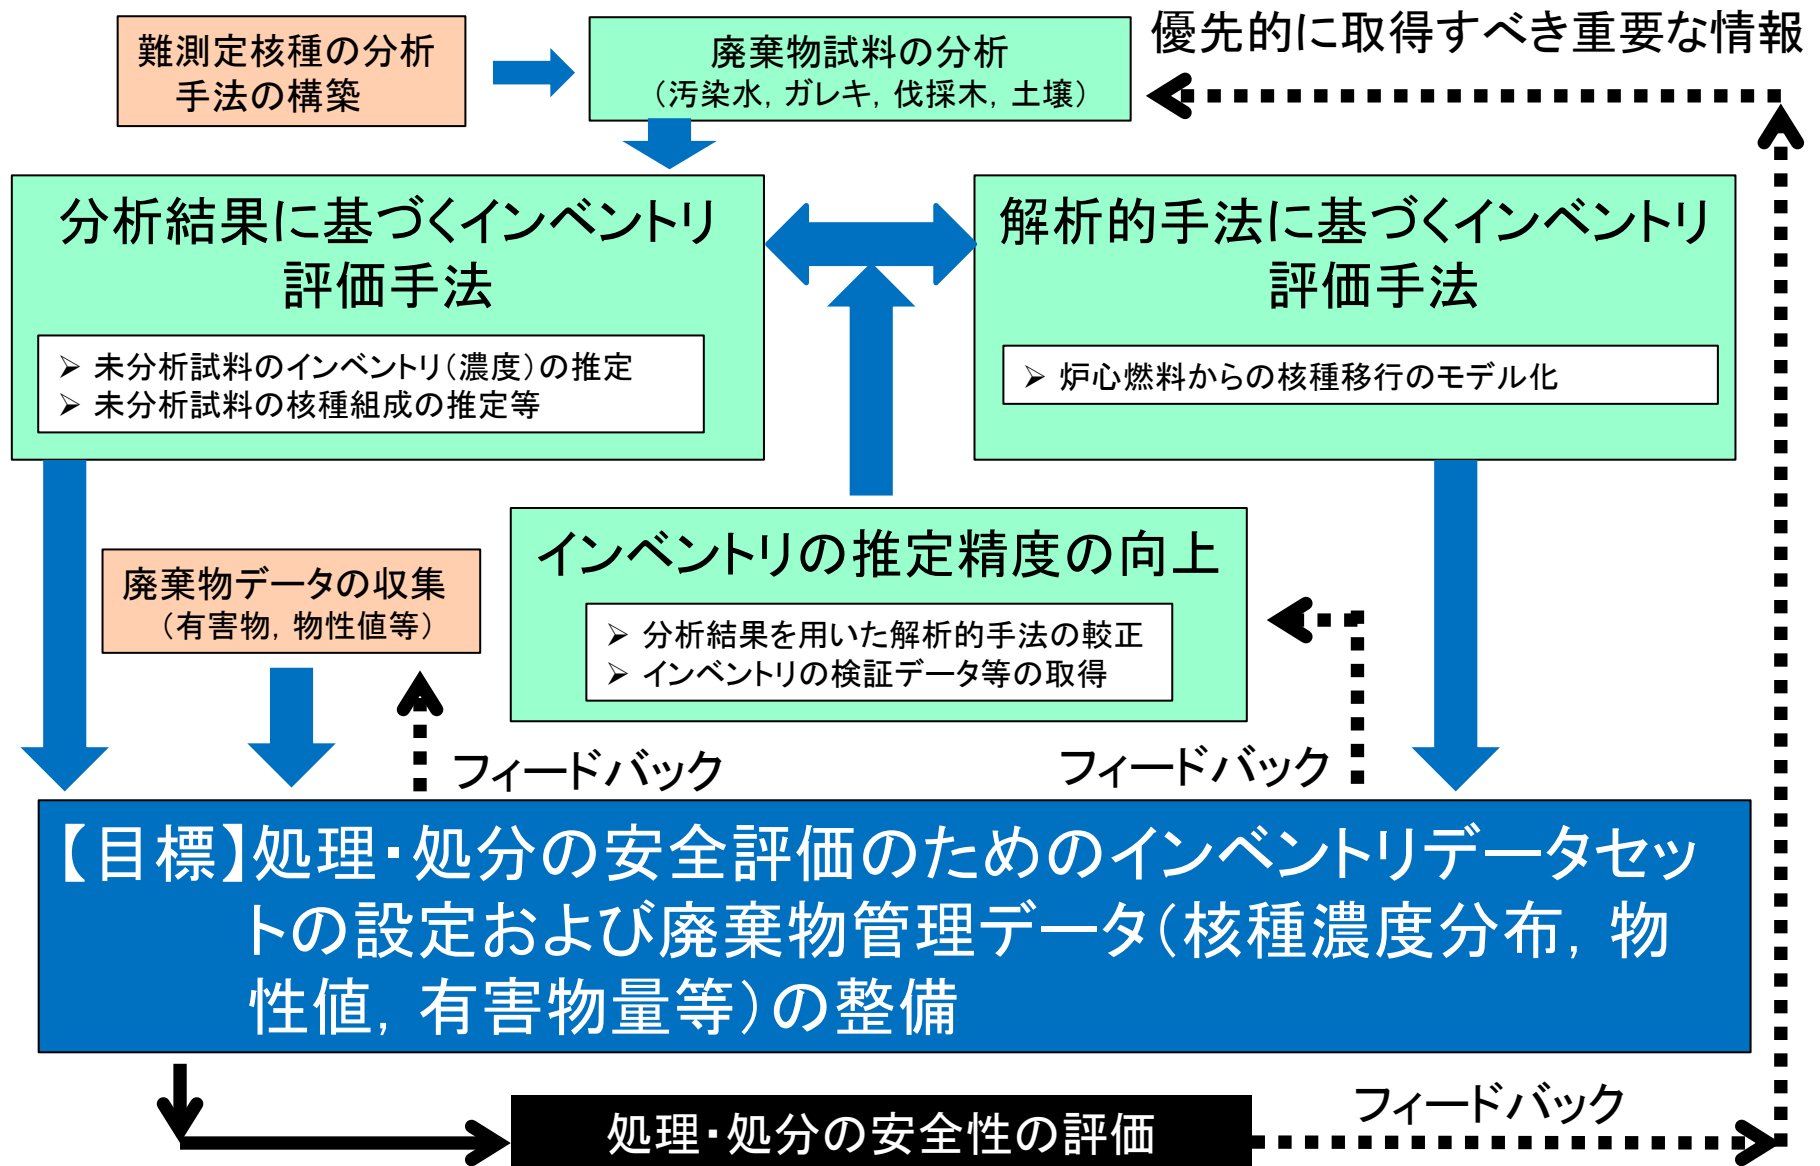 難測定核種の分析
手法の構築
廃棄物試料の分析
（汚染水，ガレキ，伐採木，土壌）
優先的に取得すべき重要な情報
分析結果に基づくインベントリ
評価手法
➢ 未分析試料のインベントリ（濃度）の推定
➢ 未分析試料の核種組成の推定等
解析的手法に基づくインベントリ
評価手法
➢ 炉心燃料からの核種移行のモデル化
インベントリの推定精度の向上
➢ 分析結果を用いた解析的手法の較正
➢ インベントリの検証データ等の取得
廃棄物データの収集
（有害物，物性値等）
フィードバック
フィードバック
【目標】処理・処分の安全評価のためのインベントリデータセッ
トの設定および廃棄物管理データ（核種濃度分布，物
性値，有害物量等）の整備
処理・処分の安全性の評価
フィードバック